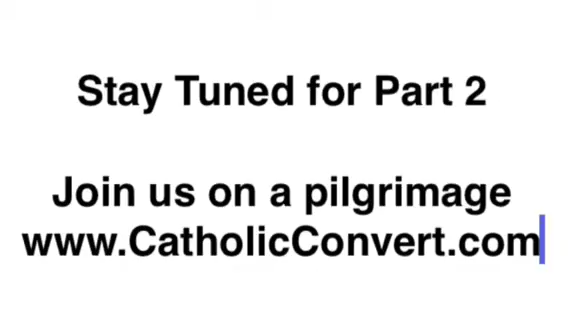 Stay Tuned for Part 2
Join us on a pilgrimage
www.CatholicConvert.com